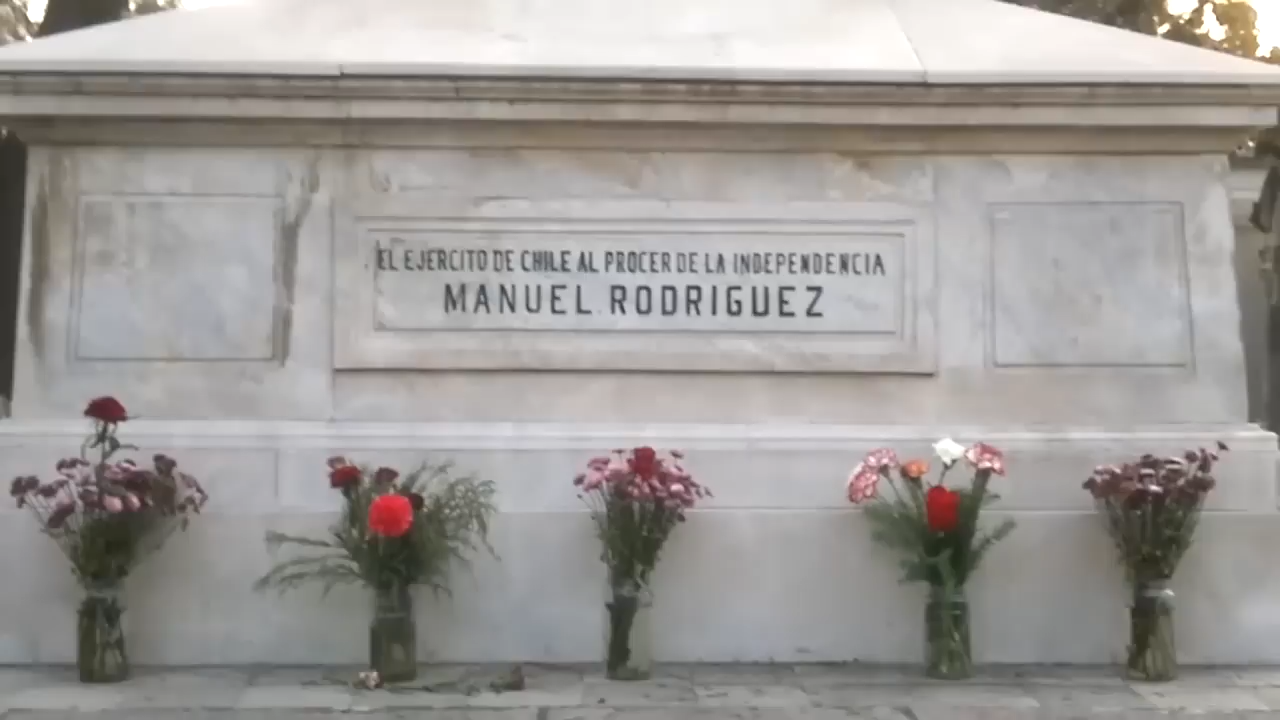 EL EJERCITO DE CHILE AL PROCER DE LA INDEPENDENCIA
MANUEL RODRIGUEZ